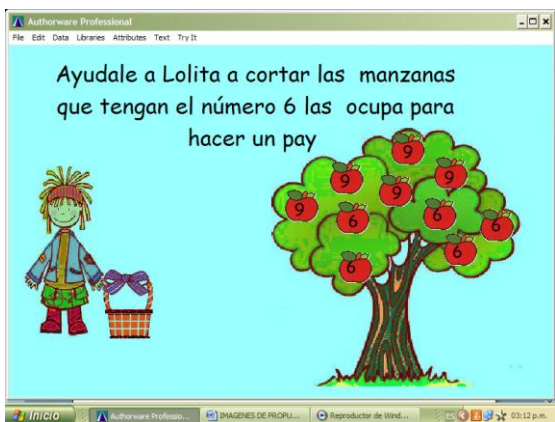 Authorware Professional
File Edit Data Libraries Attributes Text Try It
Ayudale a Lolita a cortar las manzanas
que tengan el número 6 las ocupa para
hacer un pay
9
9
9
9
9
6
6
6
6
6
Inicio Authorware Professio... IMAGENES DE PROPU... Reproductor de Wind... ES 03:12 p.m.